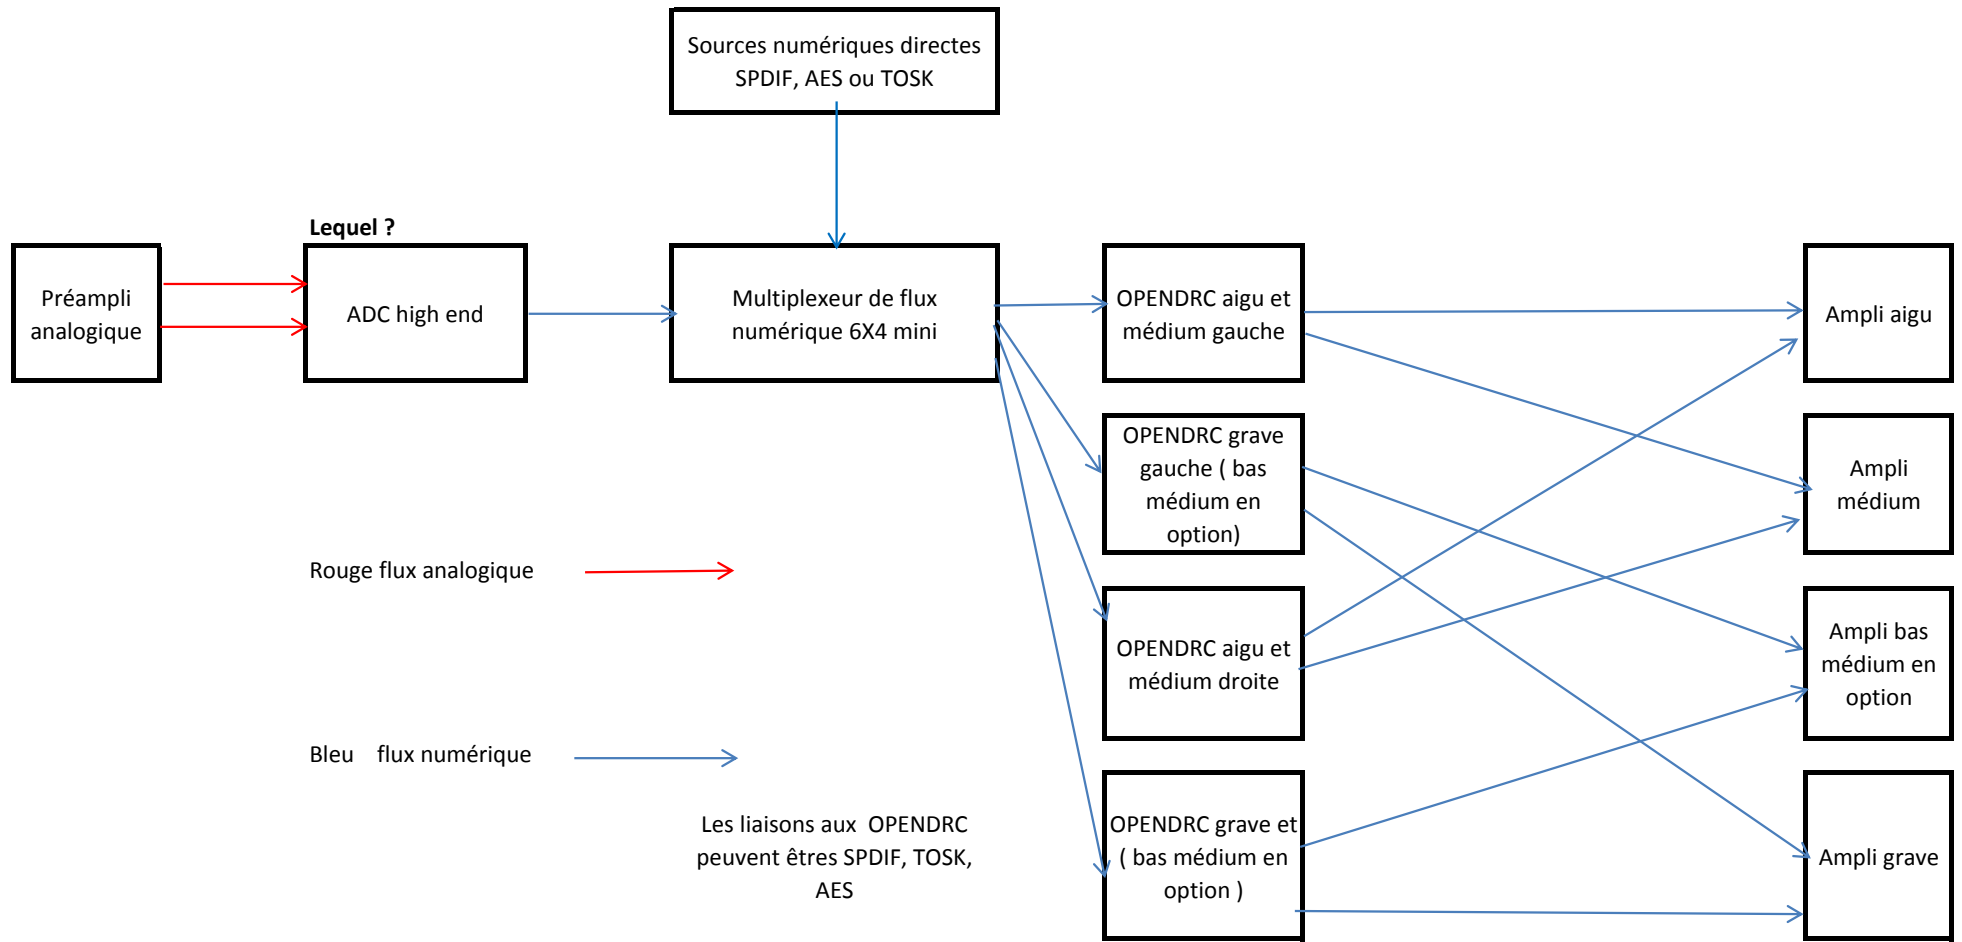 Sources numériques directes
SPDIF, AES ou TOSK
Lequel ?
Préampli
analogique
ADC high end
Multiplexeur de flux
numérique 6X4 mini
OPENDRC aigu et
médium gauche
Ampli aigu
OPENDRC grave
gauche ( bas
médium en
option)
Ampli
médium
Rouge flux analogique
OPENDRC aigu et
médium droite
Ampli bas
médium en
option
Bleu    flux numérique
Les liaisons aux  OPENDRC
peuvent êtres SPDIF, TOSK,
AES
OPENDRC grave et
( bas médium en
option )
Ampli grave